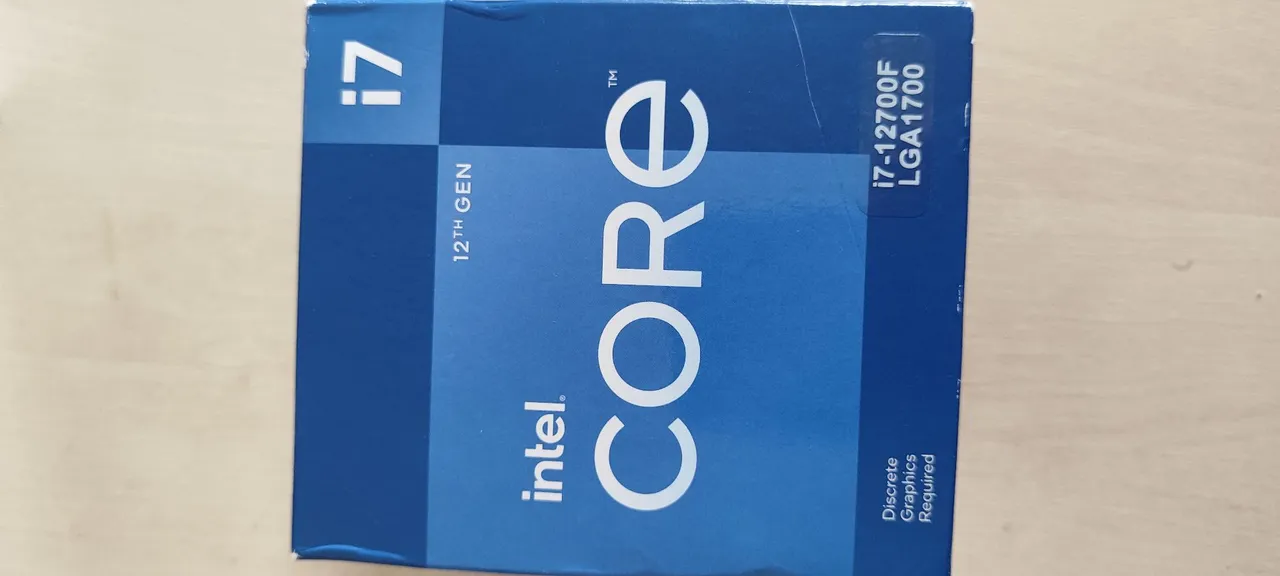 i7
12TH GEN
intel®
CORe™
Discrete
Graphics
Required
i7-12700F
LGA1700